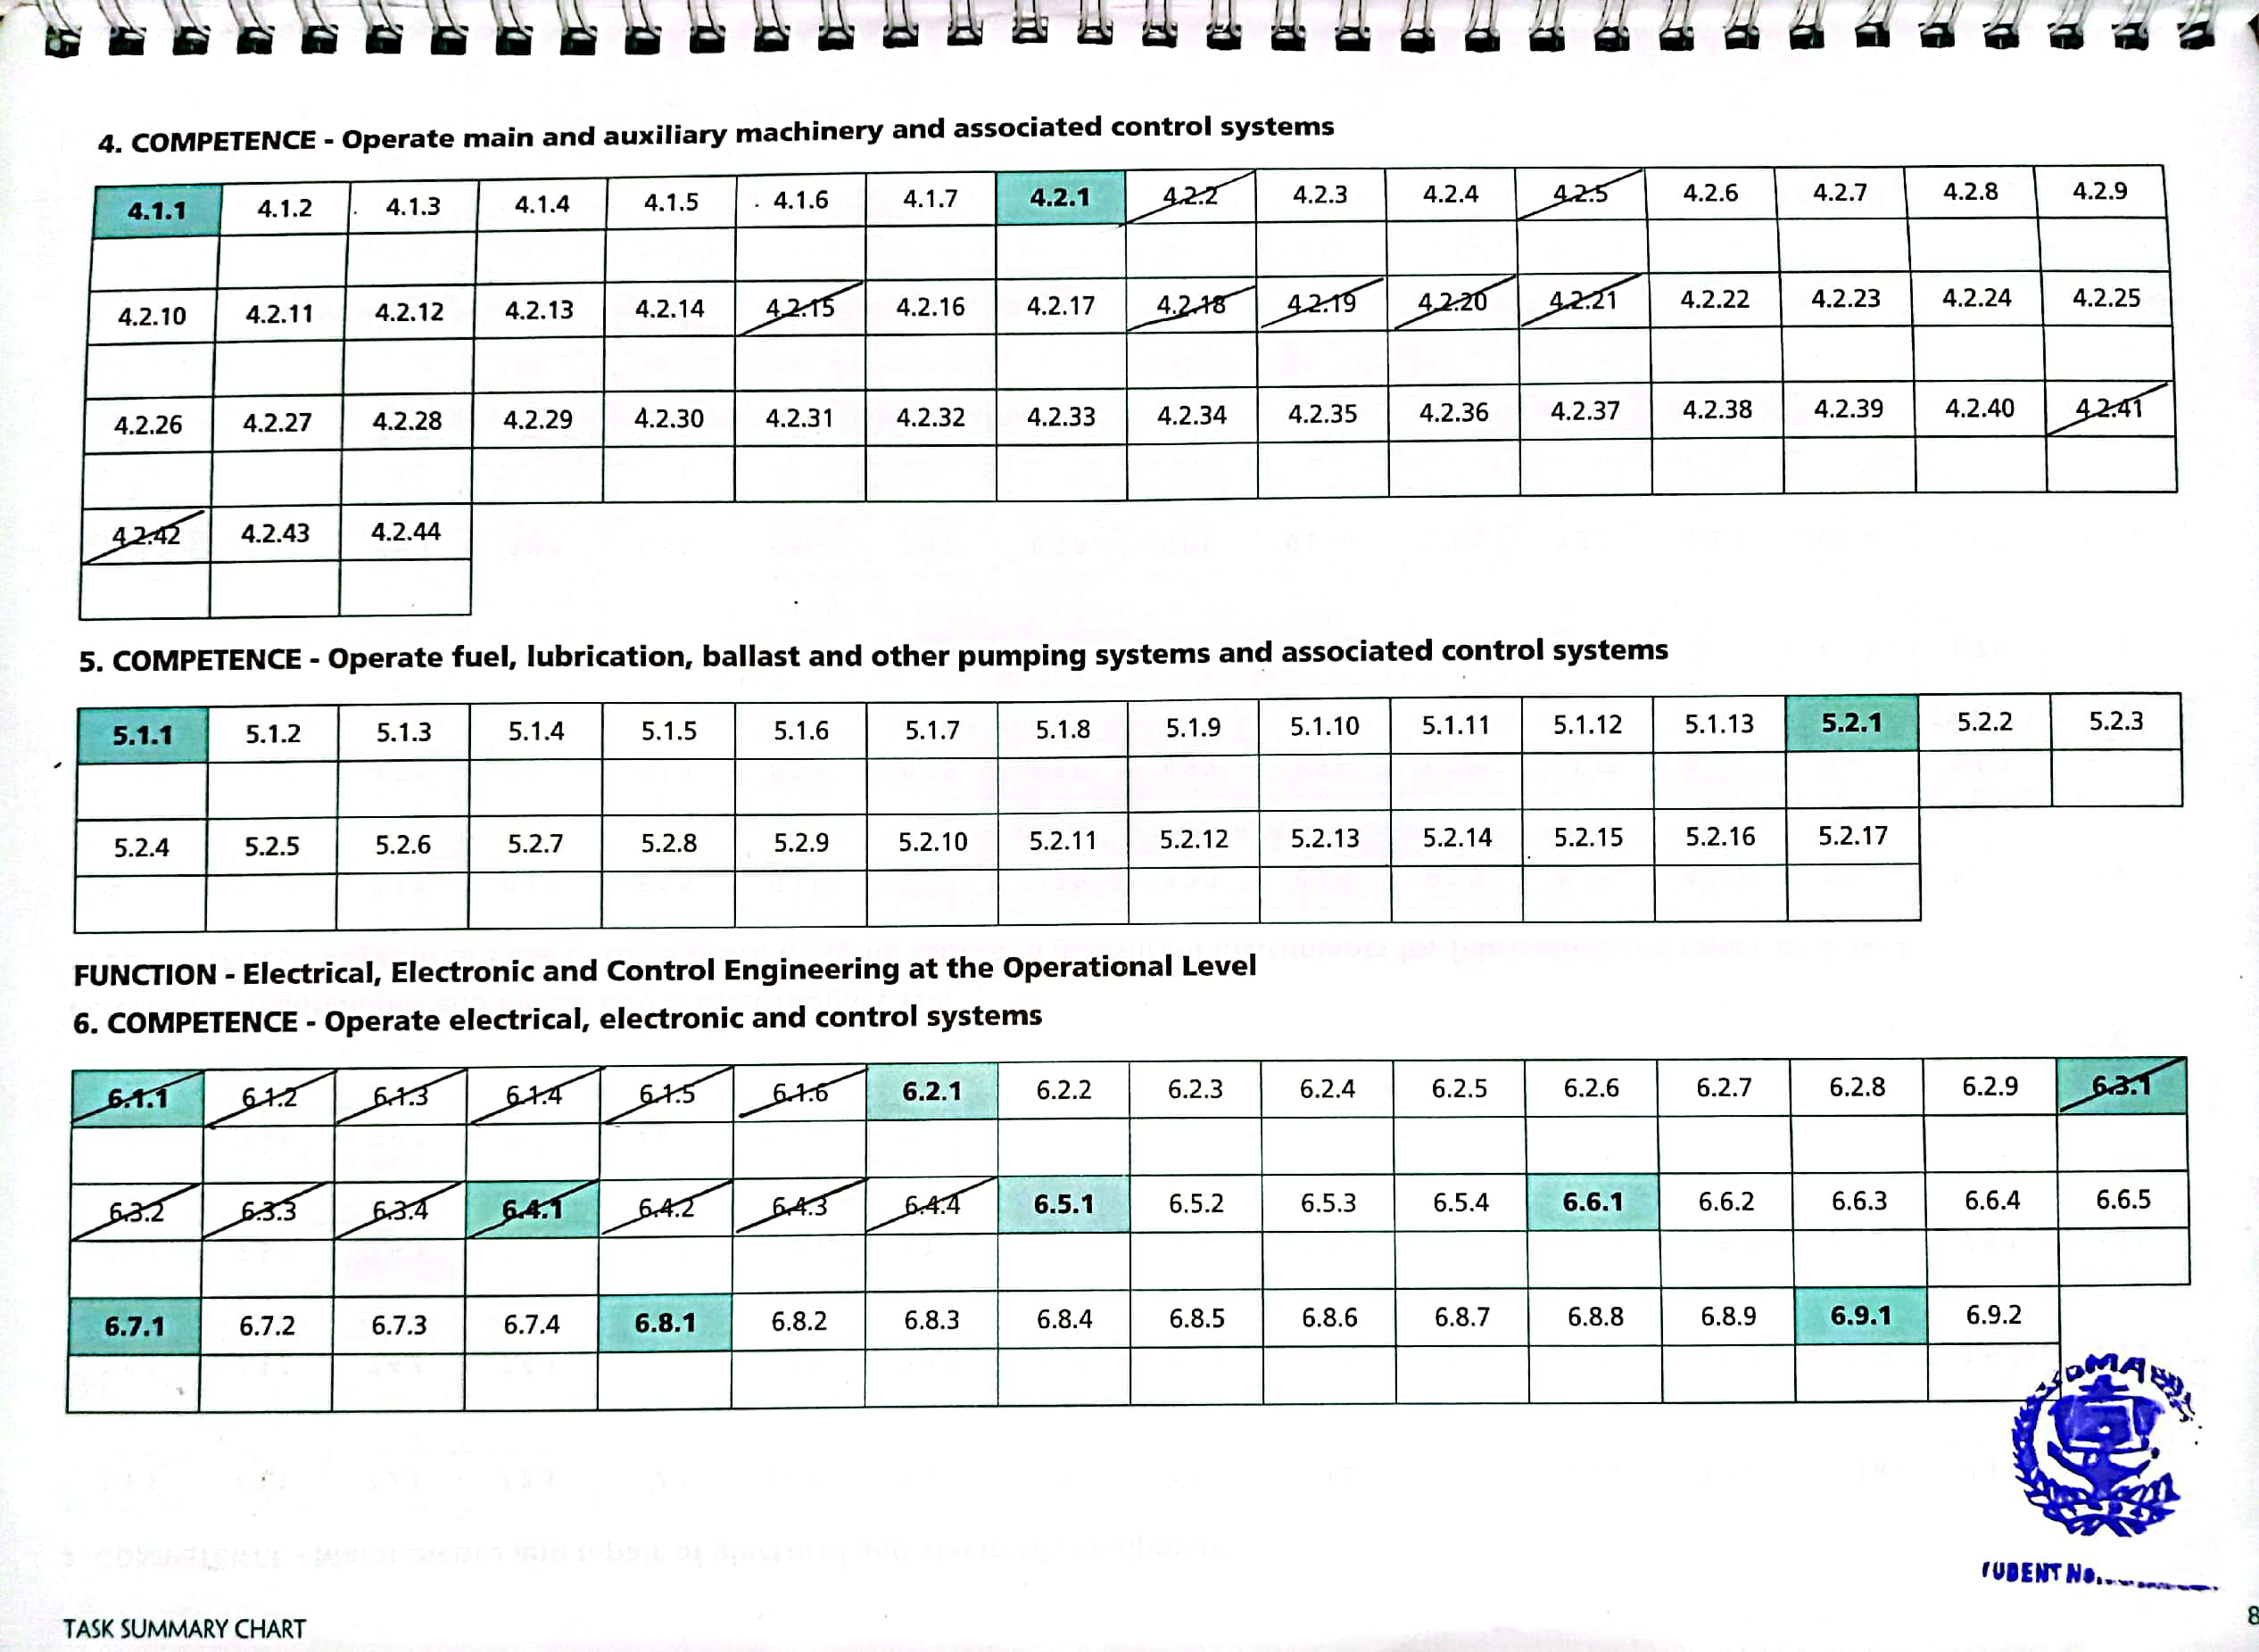 4. COMPETENCE - Operate main and auxiliary machinery and associated control systems
4.1.1 4.1.2 4.1.3 4.1.4 4.1.5 4.1.6 4.1.7 4.2.1 4.2.2 4.2.3 4.2.4 4.2.5 4.2.6 4.2.7 4.2.8 4.2.9
4.2.10 4.2.11 4.2.12 4.2.13 4.2.14 4.2.15 4.2.16 4.2.17 4.2.18 4.2.19 4.2.20 4.2.21 4.2.22 4.2.23 4.2.24 4.2.25
4.2.26 4.2.27 4.2.28 4.2.29 4.2.30 4.2.31 4.2.32 4.2.33 4.2.34 4.2.35 4.2.36 4.2.37 4.2.38 4.2.39 4.2.40 4.2.41
4.2.42 4.2.43 4.2.44
5. COMPETENCE - Operate fuel, lubrication, ballast and other pumping systems and associated control systems
5.1.1 5.1.2 5.1.3 5.1.4 5.1.5 5.1.6 5.1.7 5.1.8 5.1.9 5.1.10 5.1.11 5.1.12 5.1.13 5.2.1 5.2.2 5.2.3
5.2.4 5.2.5 5.2.6 5.2.7 5.2.8 5.2.9 5.2.10 5.2.11 5.2.12 5.2.13 5.2.14 5.2.15 5.2.16 5.2.17
FUNCTION - Electrical, Electronic and Control Engineering at the Operational Level
6. COMPETENCE - Operate electrical, electronic and control systems
6.1.1 6.1.2 6.1.3 6.1.4 6.1.5 6.1.6 6.2.1 6.2.2 6.2.3 6.2.4 6.2.5 6.2.6 6.2.7 6.2.8 6.2.9 6.3.1
6.3.2 6.3.3 6.3.4 6.4.1 6.4.2 6.4.3 6.4.4 6.5.1 6.5.2 6.5.3 6.5.4 6.6.1 6.6.2 6.6.3 6.6.4 6.6.5
6.7.1 6.7.2 6.7.3 6.7.4 6.8.1 6.8.2 6.8.3 6.8.4 6.8.5 6.8.6 6.8.7 6.8.8 6.8.9 6.9.1 6.9.2
TUDENT No.
TASK SUMMARY CHART
8